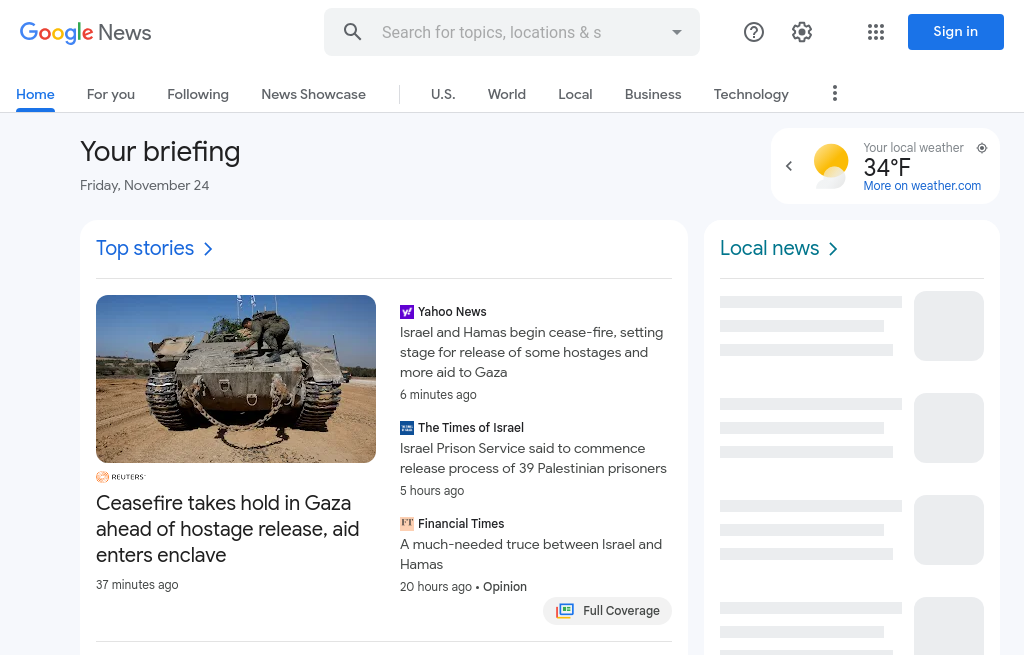 Google News
Search for topics, locations & s
Sign in
Home
For you
Following
News Showcase
U.S.
World
Local
Business
Technology
Your briefing
Friday, November 24
Your local weather
34°F
More on weather.com
Top stories
Local news
REUTERS
Ceasefire takes hold in Gaza
ahead of hostage release, aid
enters enclave
37 minutes ago
Yahoo News
Israel and Hamas begin cease-fire, setting
stage for release of some hostages and
more aid to Gaza
6 minutes ago
The Times of Israel
Israel Prison Service said to commence
release process of 39 Palestinian prisoners
5 hours ago
FT Financial Times
A much-needed truce between Israel and
Hamas
20 hours ago • Opinion
Full Coverage